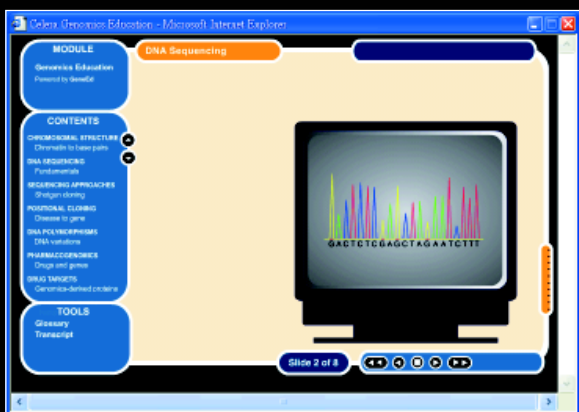 Celera Genomics Education - Microsoft Internet Explorer
MODULE
Genomics Education
Powered by GeneEd
CONTENTS
CHROMOSOMAL STRUCTURE
Chromatin to base pairs
DNA SEQUENCING
Fundamentals
SEQUENCING APPROACHES
Shotgun cloning
POSITIONAL CLONING
Disease to gene
DNA POLYMORPHISMS
DNA variations
PHARMACOGENOMICS
Drugs and genes
DRUG TARGETS
Genomics-derived proteins
TOOLS
Glossary
Transcript
DNA Sequencing
GACTCTCGAGCTAGAATCTTT
Slide 2 of 8